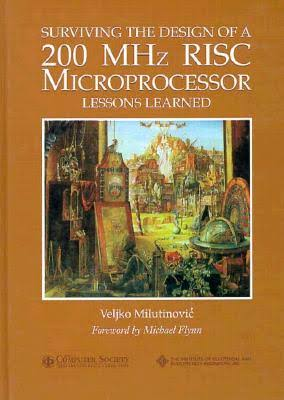 SURVIVING THE DESIGN OF A
200 MHz RISC
MICROPROCESSOR
LESSONS LEARNED
Veljko Milutinović
Foreword by Michael Flynn
COMPUTER SOCIETY
THE INSTITUTE OF ELECTRICAL AND
ELECTRONICS ENGINEERS, INC.